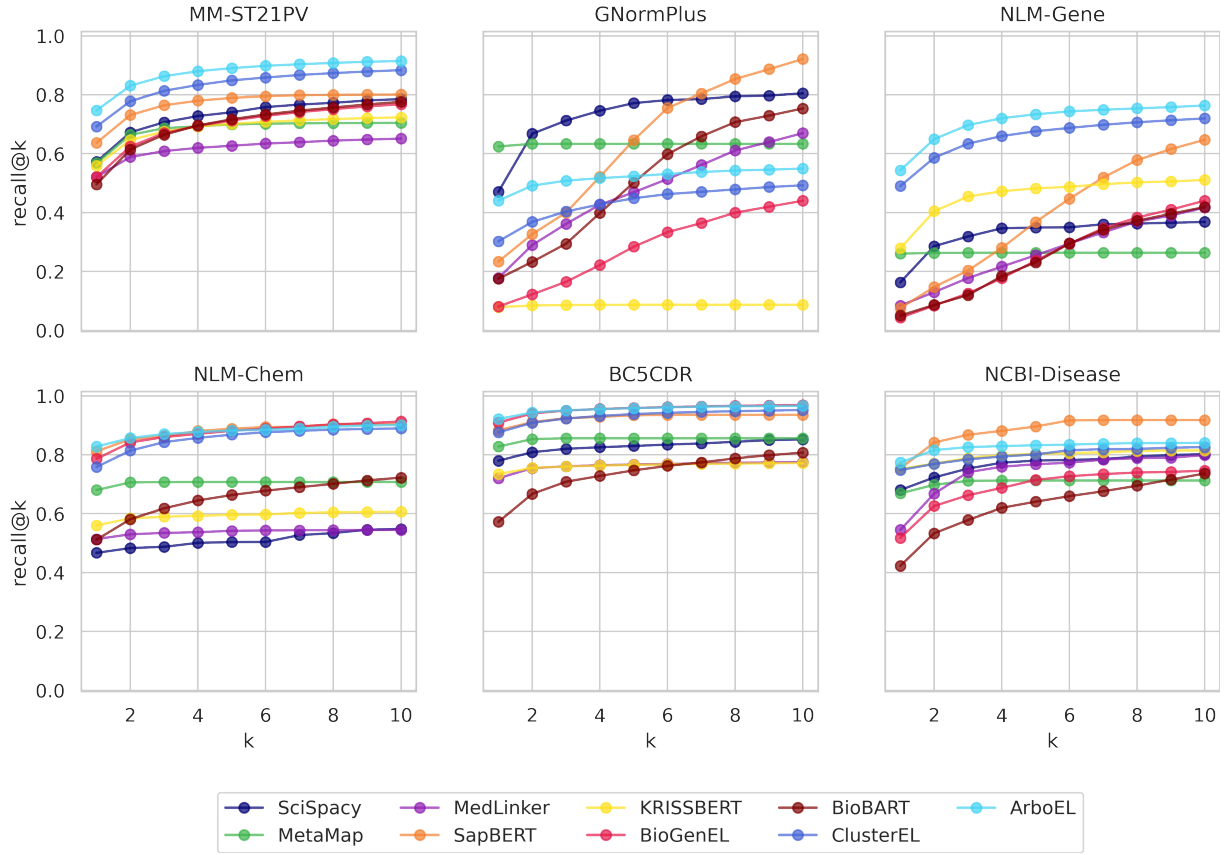 MM-ST21PV
GNormPlus
NLM-Gene
1.0
0.8
0.6
0.4
0.2
0.0
recall@k
NLM-Chem
BC5CDR
NCBI-Disease
1.0
0.8
0.6
0.4
0.2
0.0
recall@k
2 4 6 8 10
2 4 6 8 10
2 4 6 8 10
k
k
k
SciSpacy MedLinker KRISSBERT BioBART ArboEL
MetaMap SapBERT BioGenEL ClusterEL